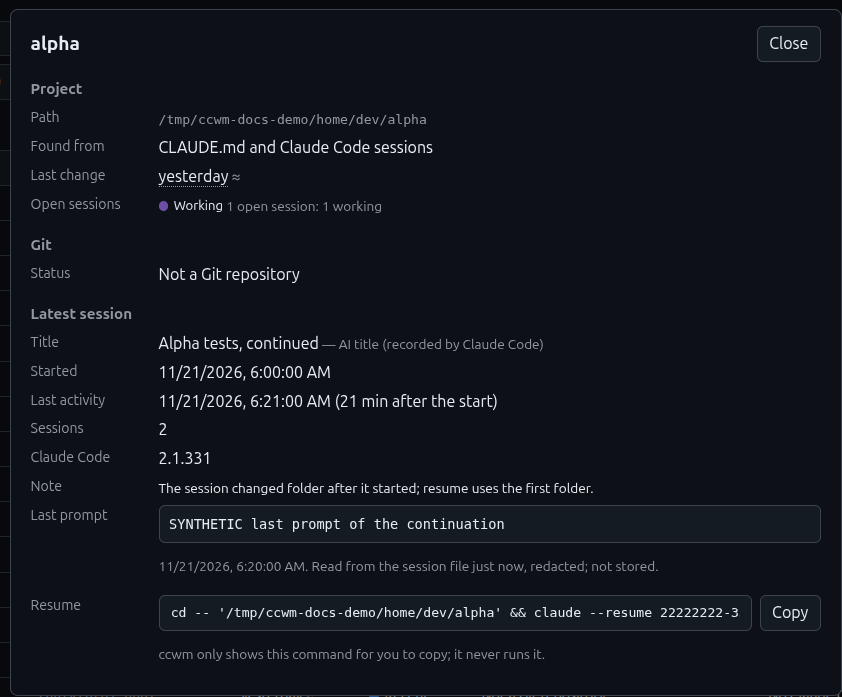 alpha
Close
Project
Path /tmp/ccwm-docs-demo/home/dev/alpha
Found from CLAUDE.md and Claude Code sessions
Last change yesterday ≈
Open sessions Working 1 open session: 1 working
Git
Status Not a Git repository
Latest session
Title Alpha tests, continued — AI title (recorded by Claude Code)
Started 11/21/2026, 6:00:00 AM
Last activity 11/21/2026, 6:21:00 AM (21 min after the start)
Sessions 2
Claude Code 2.1.331
Note The session changed folder after it started; resume uses the first folder.
Last prompt SYNTHETIC last prompt of the continuation
11/21/2026, 6:20:00 AM. Read from the session file just now, redacted; not stored.
Resume cd -- '/tmp/ccwm-docs-demo/home/dev/alpha' && claude --resume 22222222-3 Copy
ccwm only shows this command for you to copy; it never runs it.